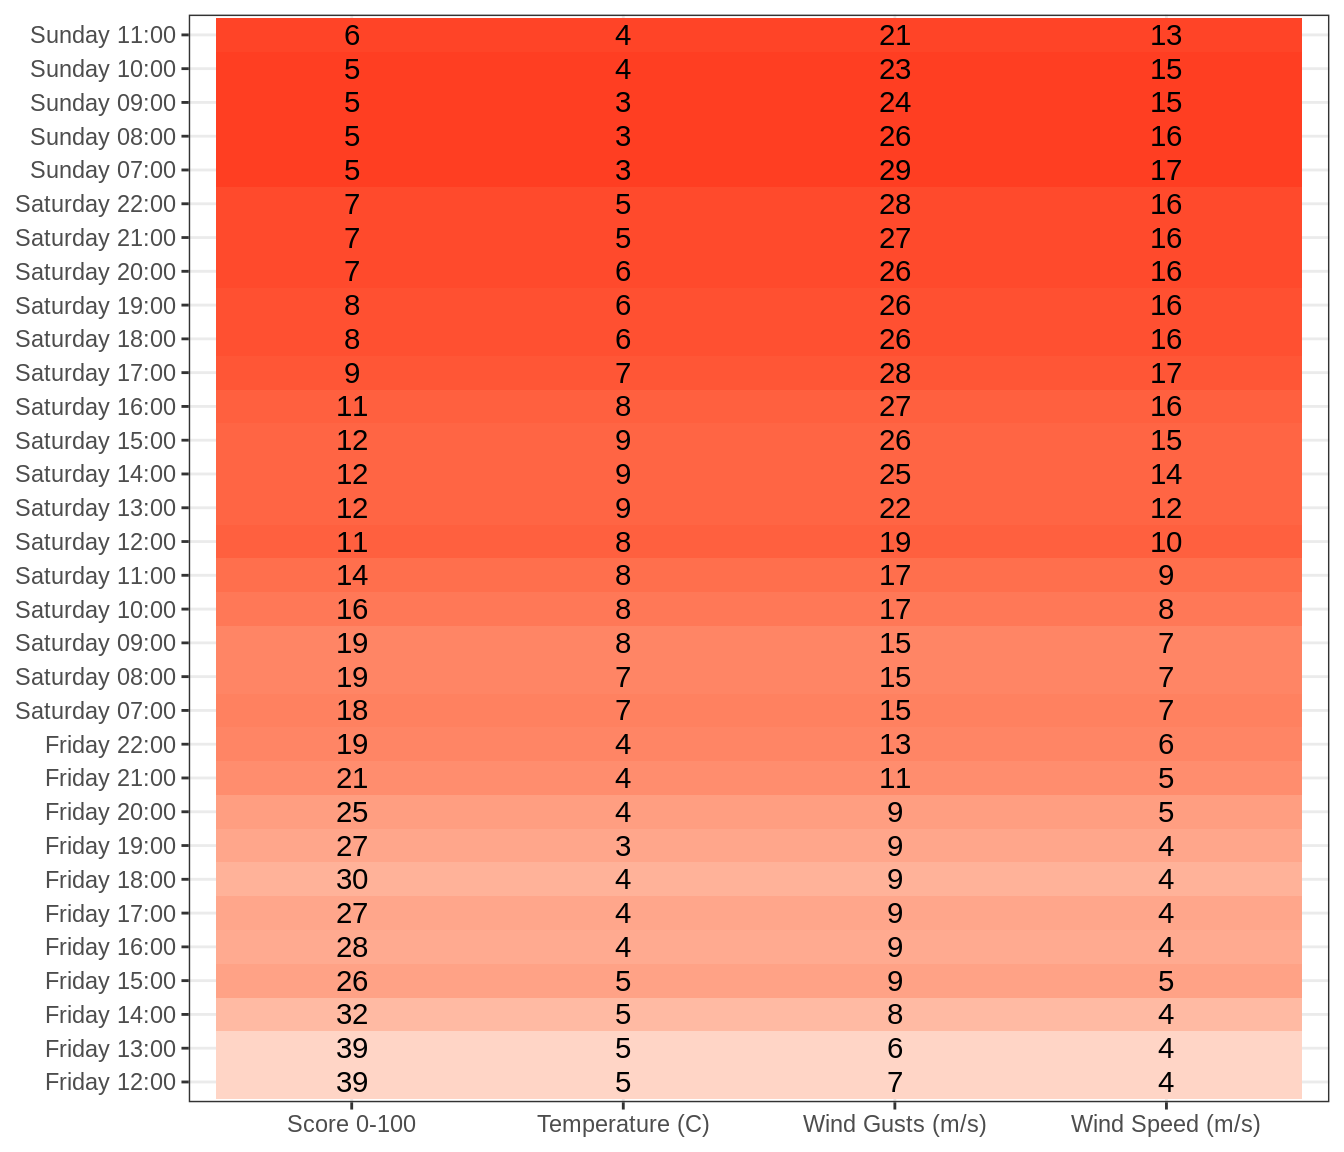 Sunday 11:00 6 4 21 13
Sunday 10:00 5 4 23 15
Sunday 09:00 5 3 24 15
Sunday 08:00 5 3 26 16
Sunday 07:00 5 3 29 17
Saturday 22:00 7 5 28 16
Saturday 21:00 7 5 27 16
Saturday 20:00 7 6 26 16
Saturday 19:00 8 6 26 16
Saturday 18:00 8 6 26 16
Saturday 17:00 9 7 28 17
Saturday 16:00 11 8 27 16
Saturday 15:00 12 9 26 15
Saturday 14:00 12 9 25 14
Saturday 13:00 12 9 22 12
Saturday 12:00 11 8 19 10
Saturday 11:00 14 8 17 9
Saturday 10:00 16 8 17 8
Saturday 09:00 19 8 15 7
Saturday 08:00 19 7 15 7
Saturday 07:00 18 7 15 7
Friday 22:00 19 4 13 6
Friday 21:00 21 4 11 5
Friday 20:00 25 4 9 5
Friday 19:00 27 3 9 4
Friday 18:00 30 4 9 4
Friday 17:00 27 4 9 4
Friday 16:00 28 4 9 4
Friday 15:00 26 5 9 5
Friday 14:00 32 5 8 4
Friday 13:00 39 5 6 4
Friday 12:00 39 5 7 4
Score 0-100 Temperature (C) Wind Gusts (m/s) Wind Speed (m/s)